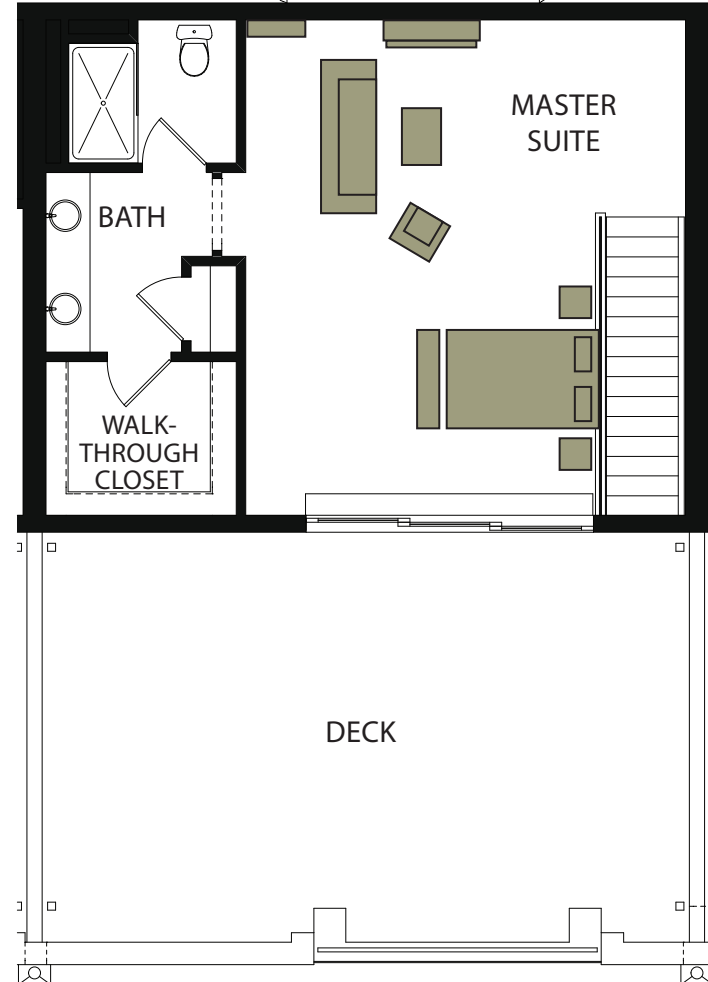 MASTER
SUITE
BATH
WALK-
THROUGH
CLOSET
DECK